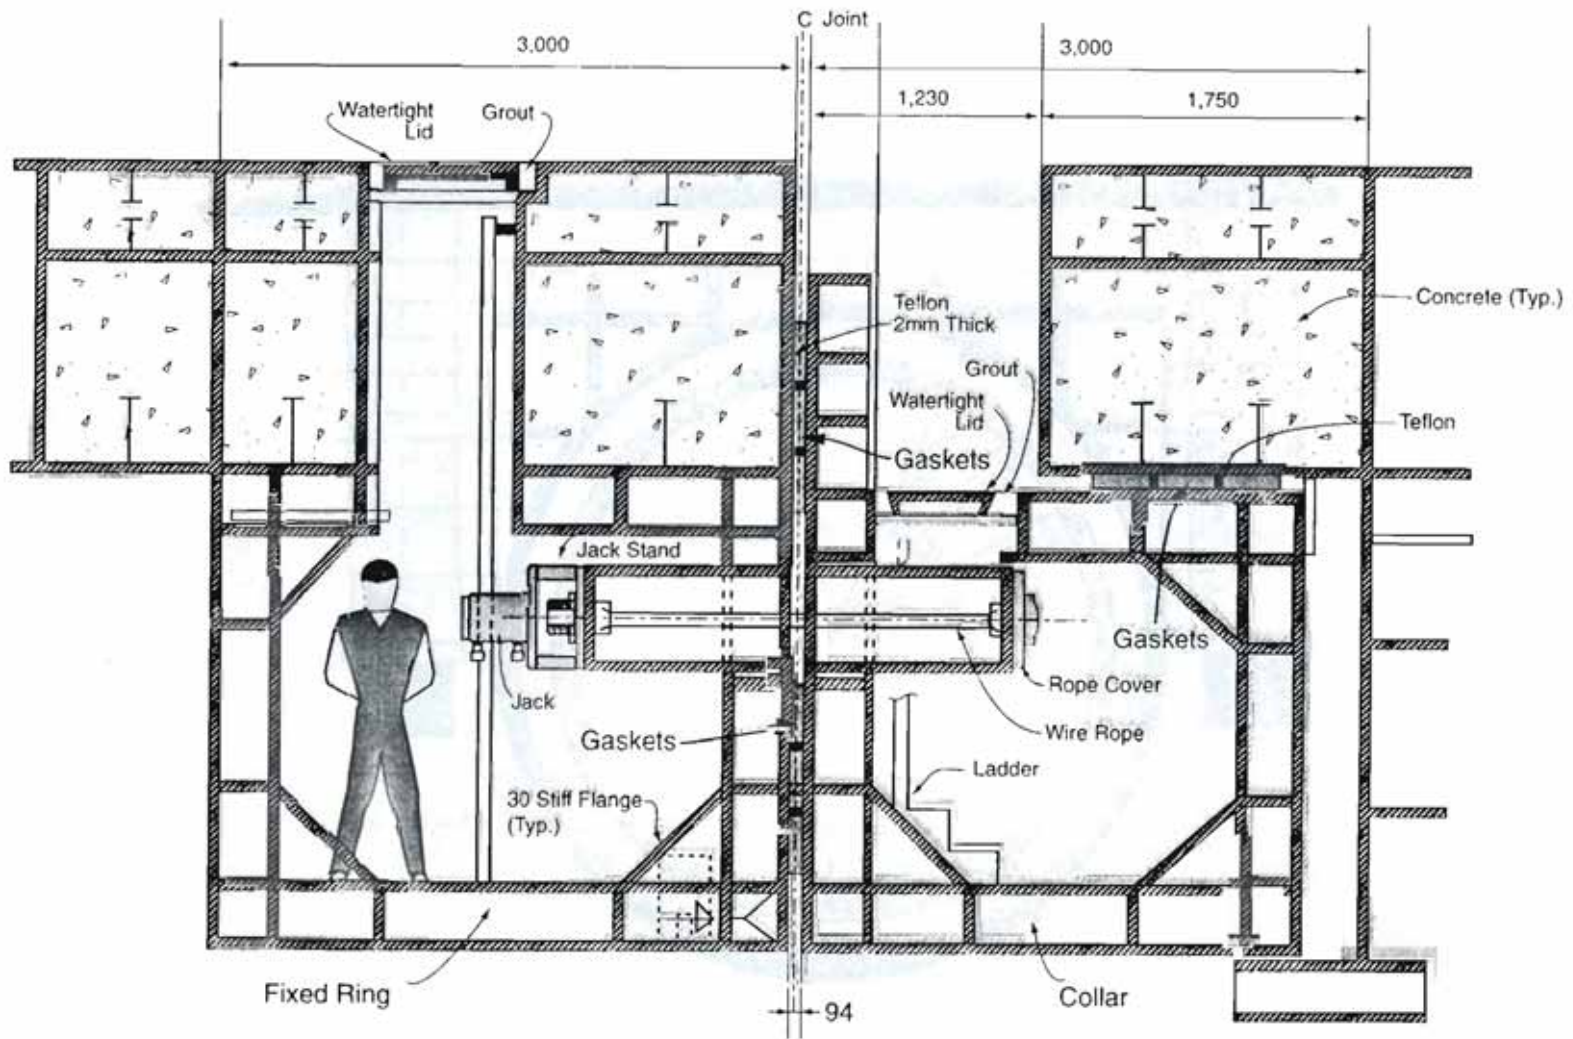 C Joint
3,000
3,000
1,230
1,750
Watertight
Lid
Grout
Teflon
2mm Thick
Concrete (Typ.)
Grout
Watertight
Lid
Teflon
Gaskets
Jack Stand
Gaskets
Jack
Rope Cover
Gaskets
Wire Rope
Ladder
30 Stiff Flange
(Typ.)
Fixed Ring
Collar
94